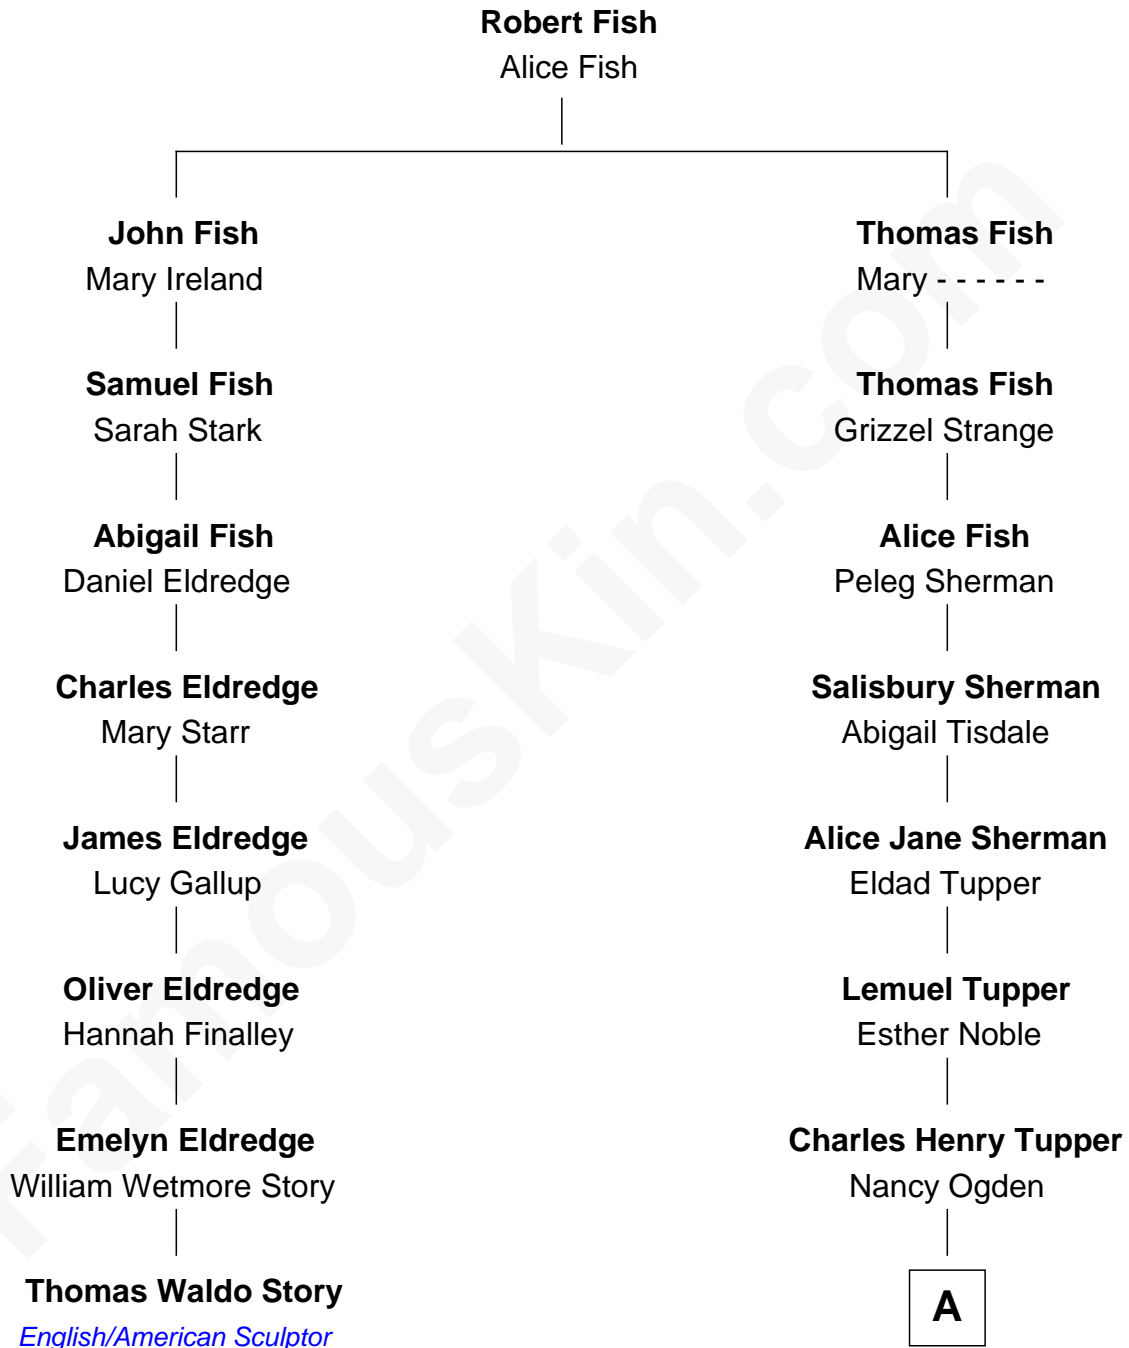 Robert Fish
Alice Fish
John Fish
Mary Ireland
Thomas Fish
Mary - - - - - -
Samuel Fish
Sarah Stark
Thomas Fish
Grizzel Strange
Abigail Fish
Daniel Eldredge
Alice Fish
Peleg Sherman
Charles Eldredge
Mary Starr
Salisbury Sherman
Abigail Tisdale
James Eldredge
Lucy Gallup
Alice Jane Sherman
Eldad Tupper
Oliver Eldredge
Hannah Finalley
Lemuel Tupper
Esther Noble
Emelyn Eldredge
William Wetmore Story
Charles Henry Tupper
Nancy Ogden
Thomas Waldo Story
English/American Sculptor
A
FamousKin.com